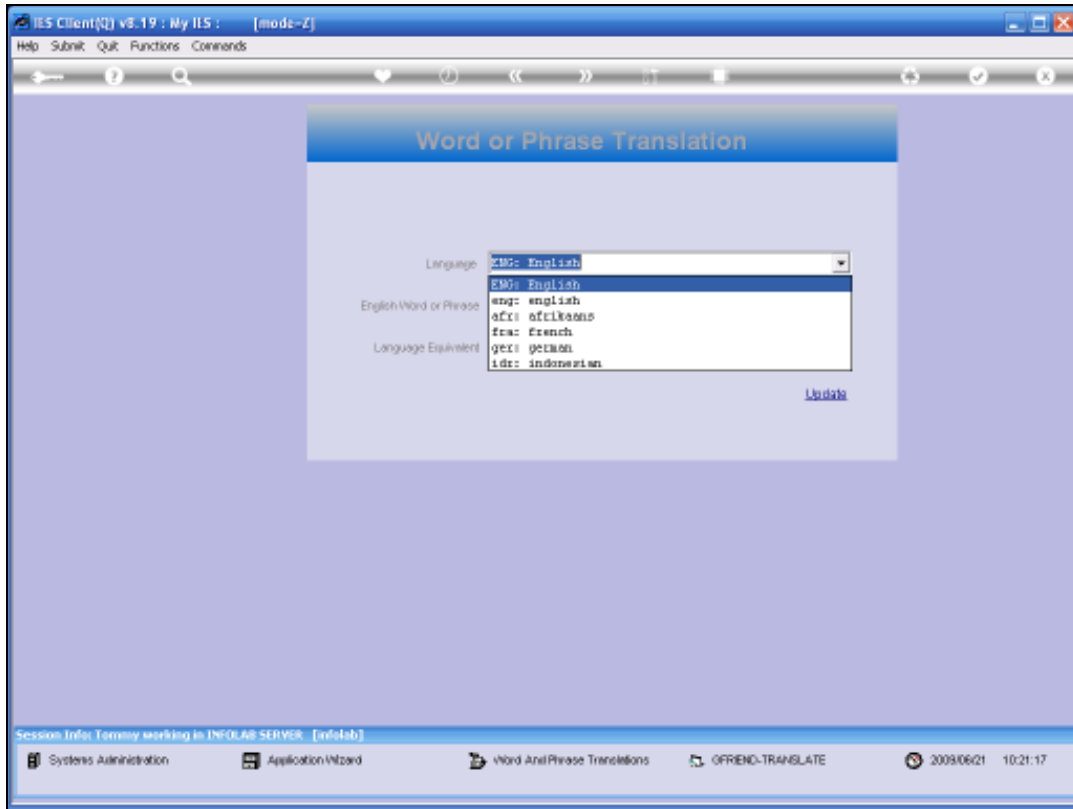 IES Client(Q) v8.19 : My IES : [mode-Z]
Help Submit Quit Functions Commands
Word or Phrase Translation
Language ENG: English
ENG: English
eng: english
English Word or Phrase
afr: afrikaans
fra: french
Language Equivalent
ger: german
idr: indonesian
Update
Session Info: Tommy working in INFOLAB SERVER [infolab]
Systems Administration Application Wizard Word And Phrase Translations GFRIEND-TRANSLATE 2009/06/21 10:21:17